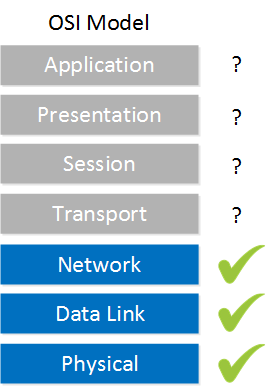 OSI Model
Application ?
Presentation ?
Session ?
Transport ?
Network
Data Link
Physical